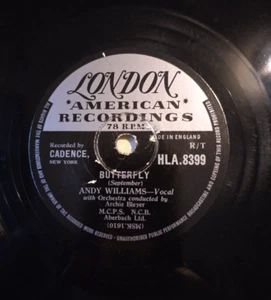 LONDON
AMERICAN
RECORDINGS
78 R.P.M.
Recorded by
CADENCE,
NEW YORK
MADE IN ENGLAND
R/T
HLA.8399
BUTTERFLY
(September)
ANDY WILLIAMS—Vocal
with Orchestra conducted by
Archie Bleyer
M.C.P.S. N.C.B.
Aberbach Ltd.